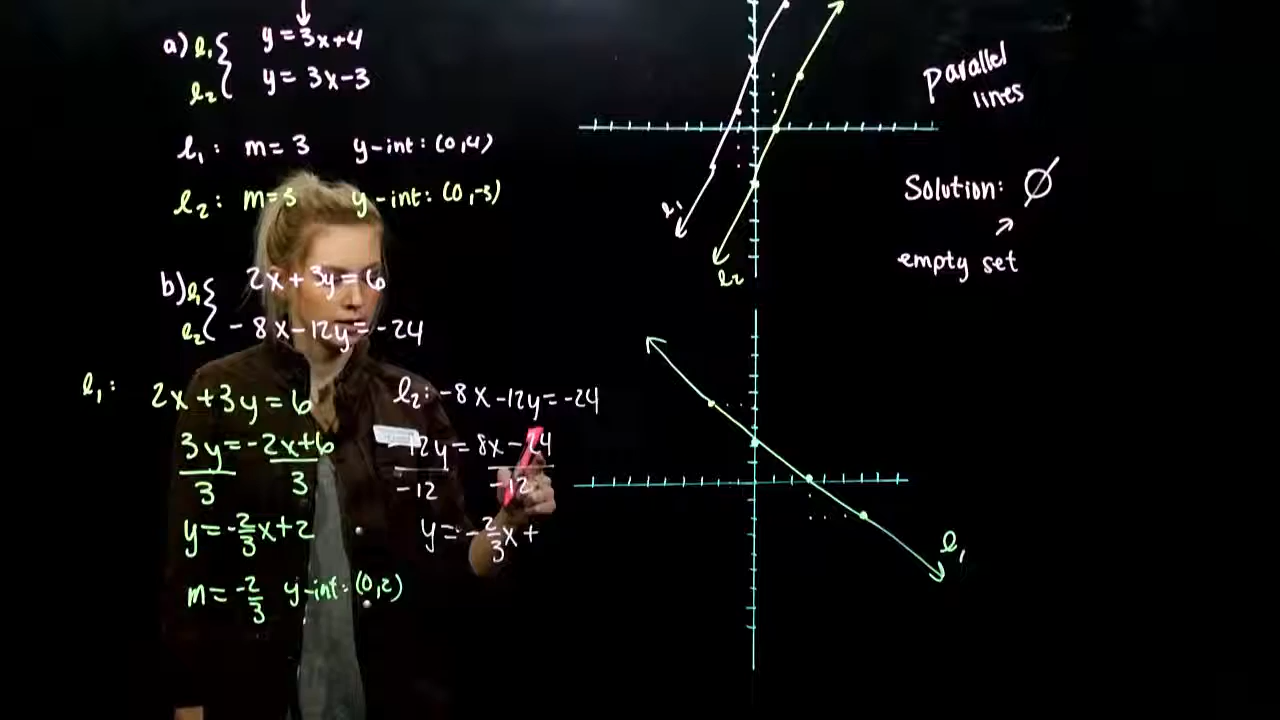 a) l₁ { y = 3x+4
l₂ y = 3x-3
l₁: m = 3 y-int: (0,4)
l₂: m=3 y-int: (0,-3)
b) l₁ { 2x + 3y = 6
l₂ -8x-12y = -24
l₁: 2x+3y = 6
3y = -2x+6
3 3
y = -2/3x+2
m = -2/3 y-int: (0,2)
l₂: -8x-12y = -24
-12y = 8x-24
-12 -12
y = -2/3x+
l₁
l₂
parallel
lines
Solution: ∅
empty set
l₁